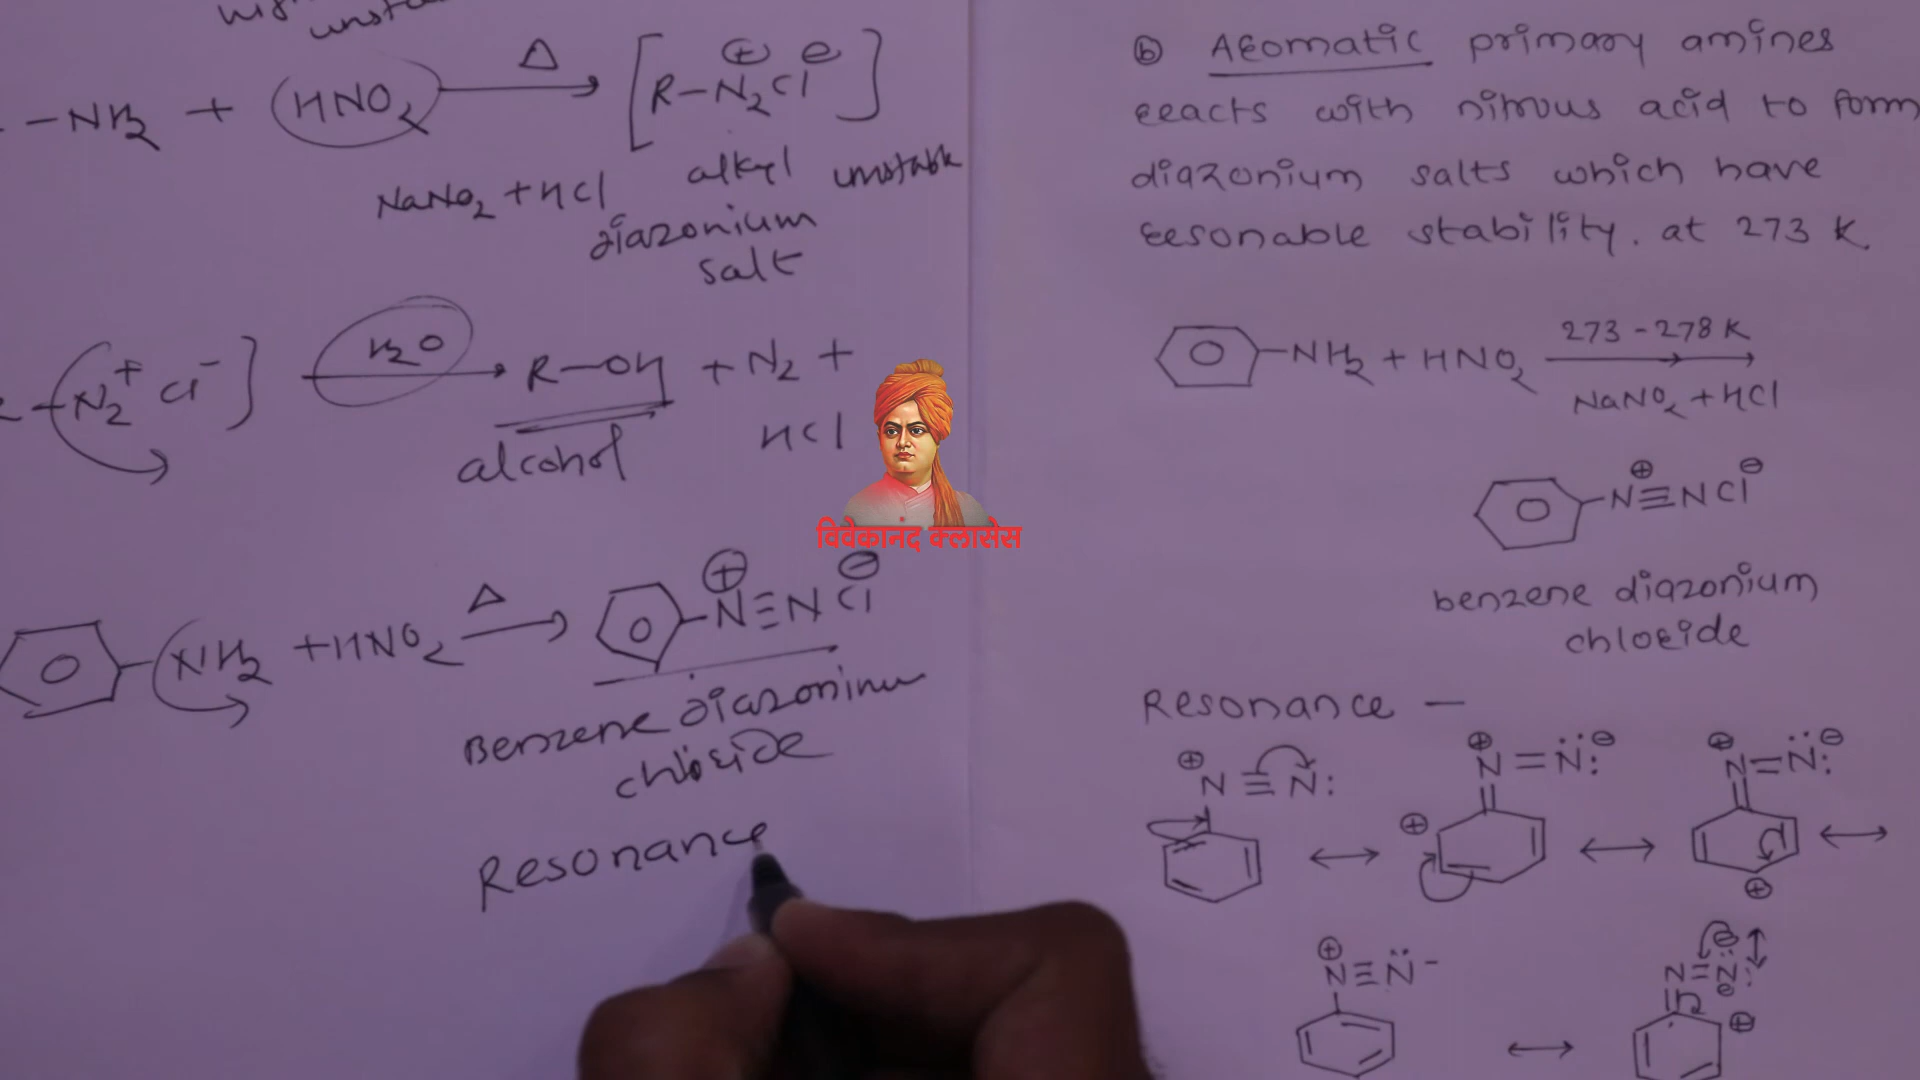 –NH2 + HNO2 Δ→ [R–N2⊕ Cl⊖]
NaNO2 + HCl
alkyl unstable
diazonium
salt
–N2+ Cl–] H2O→ R–OH + N2 +
HCl
alcohol
विवेकानद क्लासेस
–NH2 + HNO2 Δ→ –N⊕≡N Cl⊖
Benzene diazonium
chloride
Resonance
ⓑ Aromatic primary amines
reacts with nitrous acid to form
diazonium salts which have
resonable stability. at 273 K
–NH2 + HNO2 273-278 K→
NaNO2 + HCl
–N⊕≡N Cl⊖
benzene diazonium
chloride
Resonance –
⊕N≡N: ↔ ⊕N=N̈:⊖ ⊕ ↔ ⊕N=N̈:⊖ ⊕ ↔
⊕N≡N̈– ↔ N=N̈:⊖ ⊕